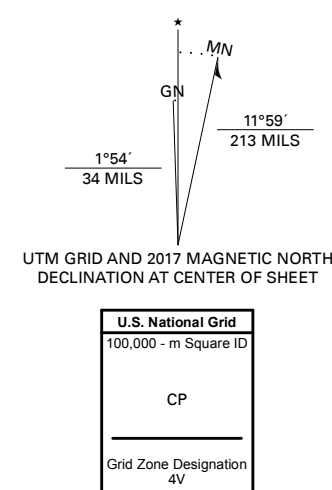 MN
GN
11°59´
213 MILS
1°54´
34 MILS
UTM GRID AND 2017 MAGNETIC NORTH
DECLINATION AT CENTER OF SHEET
U.S. National Grid
100,000 - m Square ID
CP
Grid Zone Designation
4V